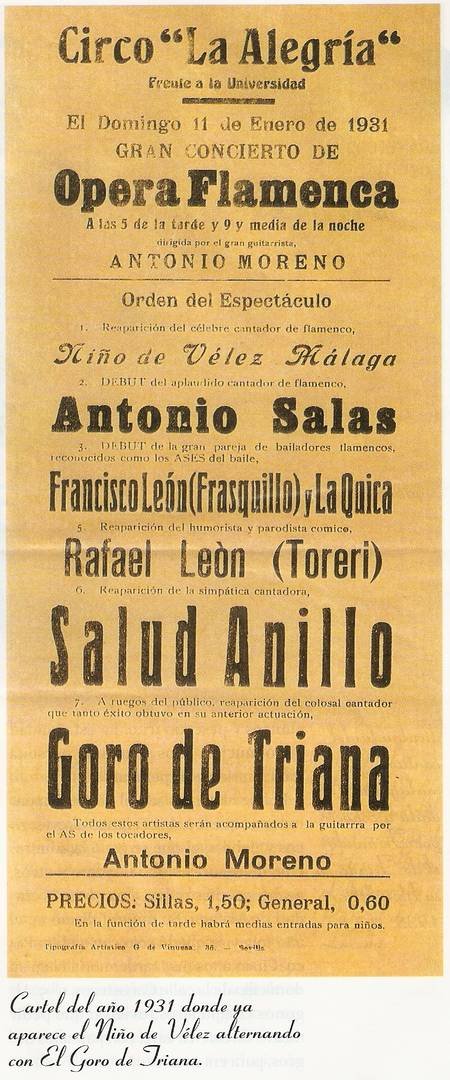 Circo “La Alegría“
Frente a la Universidad
El Domingo 11 de Enero de 1931
GRAN CONCIERTO DE
Opera Flamenca
A las 5 de la tarde y 9 y media de la noche
dirigida por el gran guitarrista,
ANTONIO MORENO
Orden del Espectáculo
1. Reaparición del célebre cantador de flamenco,
Niño de Vélez Málaga
2. DEBUT del aplaudido cantador de flamenco,
Antonio Salas
3. DEBUT de la gran pareja de bailadores flamencos,
reconocidos como los ASES del baile,
Francisco León (Frasquillo) y La Quica
5. Reaparición del humorista y parodista comico,
Rafael Leòn (Toreri)
6. Reaparición de la simpática cantadora,
Salud Anillo
7. A ruegos del público, reaparición del colosal cantador
que tanto éxito obtuvo en su anterior actuación,
Goro de Triana
Todos estos artistas serán acompañados a la guitarrra por
el AS de los tocadores,
Antonio Moreno
PRECIOS: Sillas, 1,50; General, 0,60
En la función de tarde habrá medias entradas para niños.
Tipografía Artística G de Vinuesa, 36. — Sevilla
Cartel del año 1931 donde ya
aparece el Niño de Vélez alternando
con El Goro de Triana.